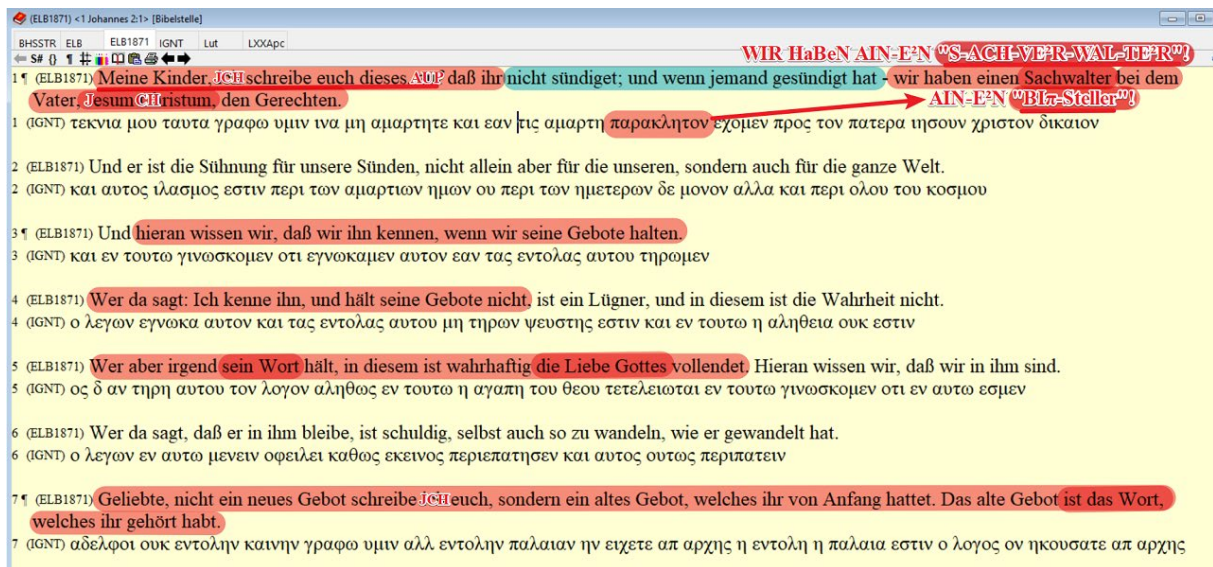 (ELB1871) <1 Johannes 2:1> [Bibelstelle]
BHSSTR ELB ELB1871 IGNT Lut LXXApc
S# {} ¶
WIR HaBeN AIN-E²N "S-ACH-VE²R-WAL-TE²R"!
1 ¶ (ELB1871) Meine Kinder, JCH schreibe euch dieses AUP daß ihr nicht sündiget; und wenn jemand gesündigt hat - wir haben einen Sachwalter bei dem
Vater, Jesum CHristum, den Gerechten.
AIN-E²N "BIπ-Steller"!
1 (IGNT) τεκνια μου ταυτα γραφω υμιν ινα μη αμαρτητε και εαν τις αμαρτη παρακλητον εχομεν προς τον πατερα ιησουν χριστον δικαιον
2 (ELB1871) Und er ist die Sühnung für unsere Sünden, nicht allein aber für die unseren, sondern auch für die ganze Welt.
2 (IGNT) και αυτος ιλασμος εστιν περι των αμαρτιων ημων ου περι των ημετερων δε μονον αλλα και περι ολου του κοσμου
3 ¶ (ELB1871) Und hieran wissen wir, daß wir ihn kennen, wenn wir seine Gebote halten.
3 (IGNT) και εν τουτω γινωσκομεν οτι εγνωκαμεν αυτον εαν τας εντολας αυτου τηρωμεν
4 (ELB1871) Wer da sagt: Ich kenne ihn, und hält seine Gebote nicht, ist ein Lügner, und in diesem ist die Wahrheit nicht.
4 (IGNT) ο λεγων εγνωκα αυτον και τας εντολας αυτου μη τηρων ψευστης εστιν και εν τουτω η αληθεια ουκ εστιν
5 (ELB1871) Wer aber irgend sein Wort hält, in diesem ist wahrhaftig die Liebe Gottes vollendet. Hieran wissen wir, daß wir in ihm sind.
5 (IGNT) ος δ αν τηρη αυτου τον λογον αληθως εν τουτω η αγαπη του θεου τετελειωται εν τουτω γινωσκομεν οτι εν αυτω εσμεν
6 (ELB1871) Wer da sagt, daß er in ihm bleibe, ist schuldig, selbst auch so zu wandeln, wie er gewandelt hat.
6 (IGNT) ο λεγων εν αυτω μενειν οφειλει καθως εκεινος περιεπατησεν και αυτος ουτως περιπατειν
7 ¶ (ELB1871) Geliebte, nicht ein neues Gebot schreibe JCH euch, sondern ein altes Gebot, welches ihr von Anfang hattet. Das alte Gebot ist das Wort,
welches ihr gehört habt.
7 (IGNT) αδελφοι ουκ εντολην καινην γραφω υμιν αλλ εντολην παλαιαν ην ειχετε απ αρχης η εντολη η παλαια εστιν ο λογος ον ηκουσατε απ αρχης